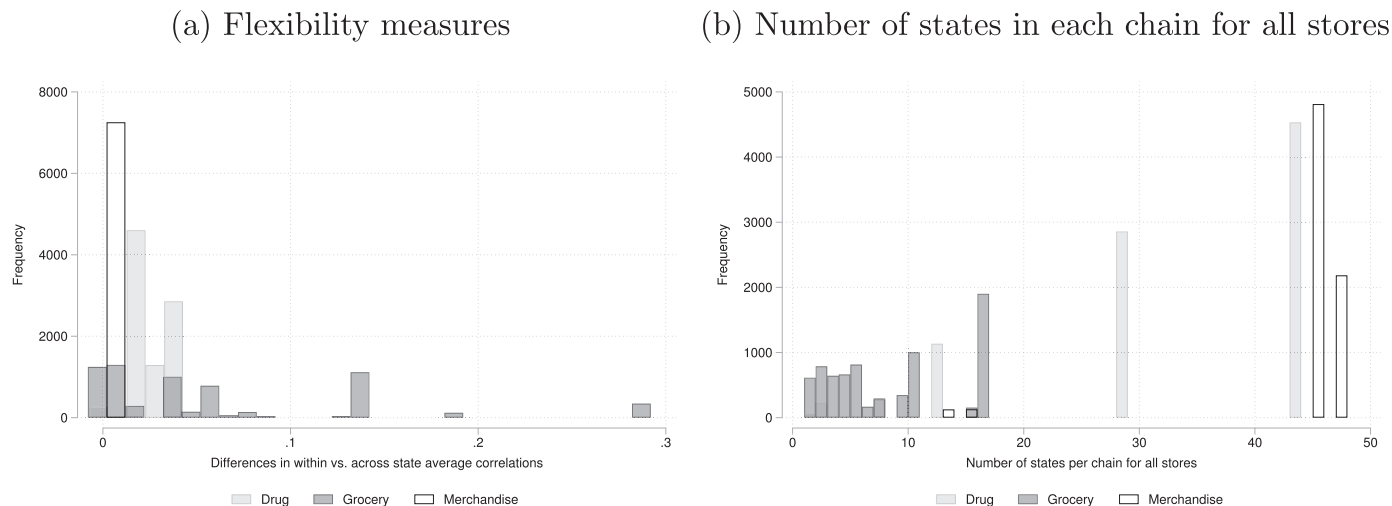 (a) Flexibility measures
(b) Number of states in each chain for all stores
8000
6000
4000
2000
0
Frequency
0 .1 .2 .3
Differences in within vs. across state average correlations
Drug Grocery Merchandise
5000
4000
3000
2000
1000
0
Frequency
0 10 20 30 40 50
Number of states per chain for all stores
Drug Grocery Merchandise